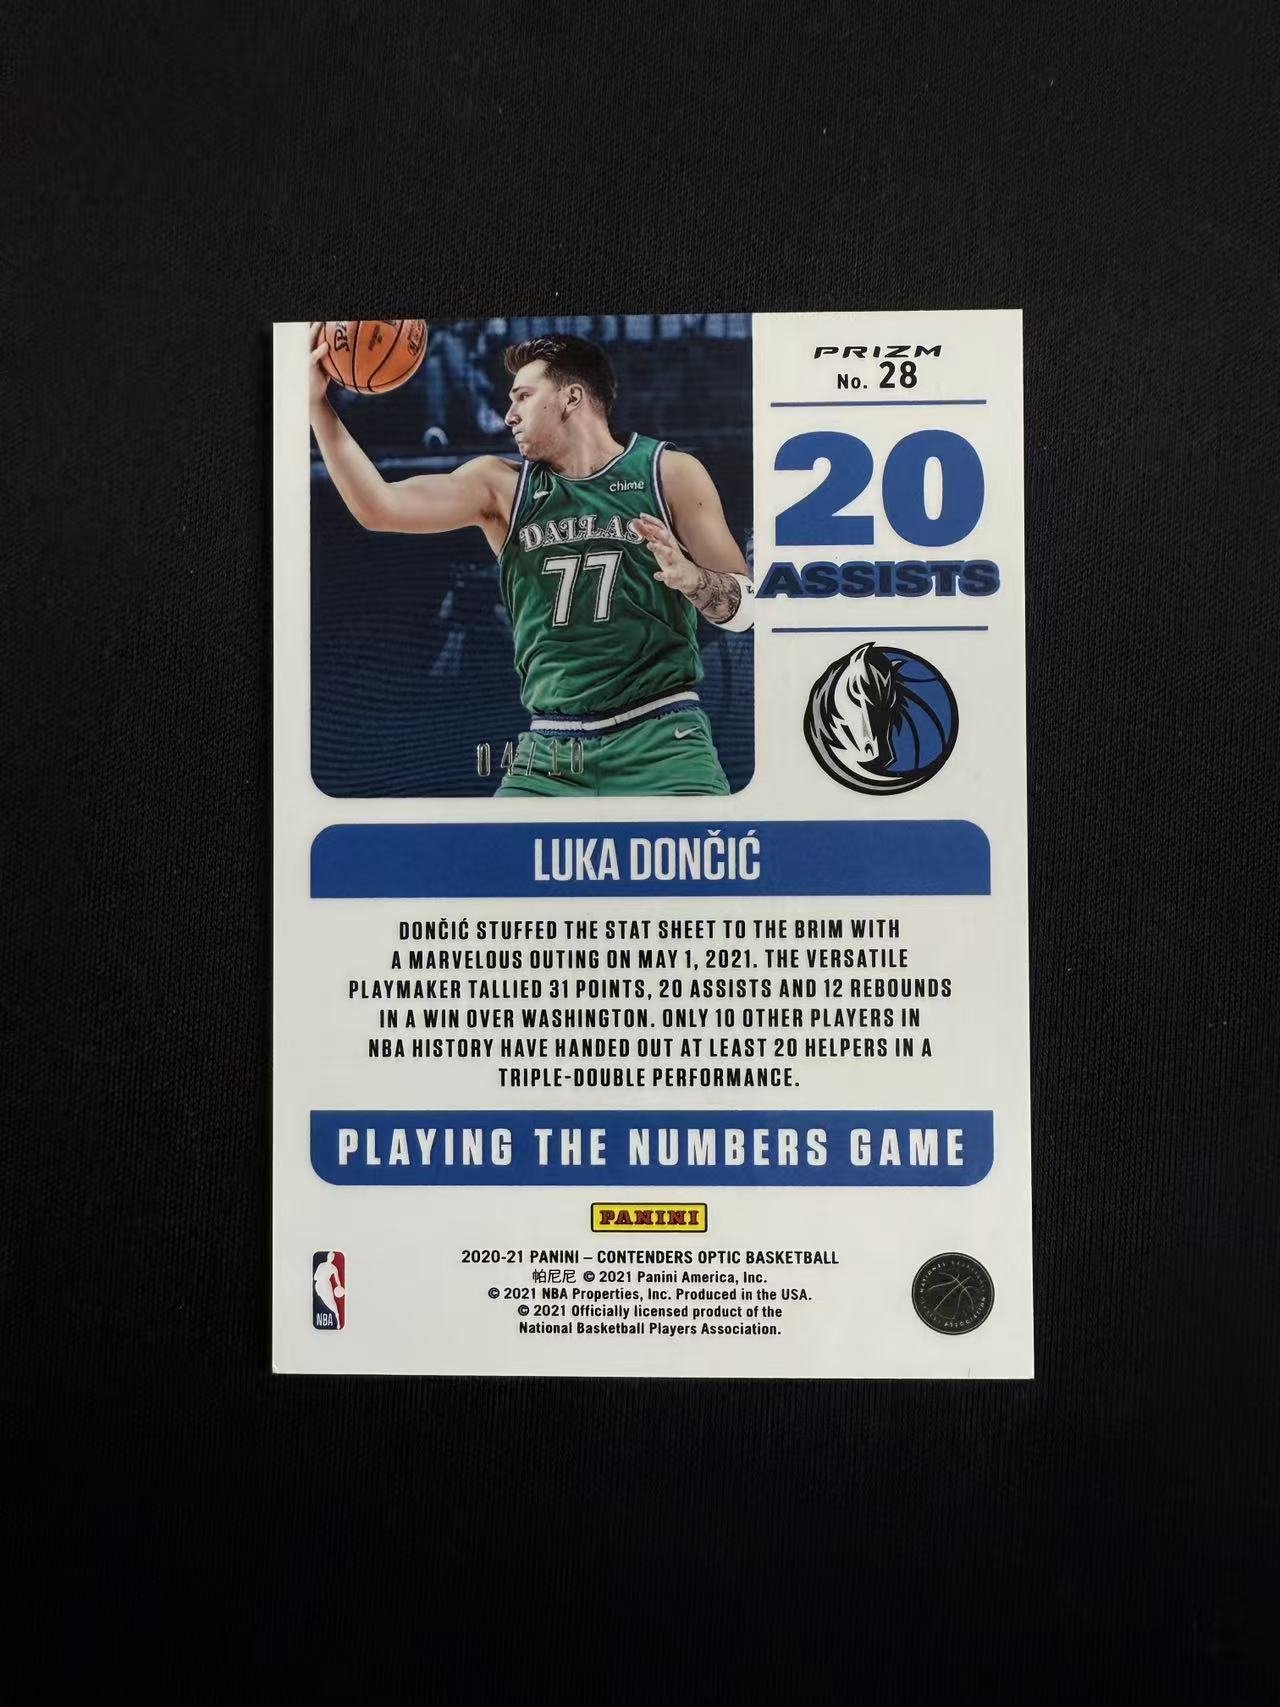 PRIZM
No. 28
20
ASSISTS
SPA
chime
DALLAS
77
04/10
LUKA DONČIĆ
DONČIĆ STUFFED THE STAT SHEET TO THE BRIM WITH
A MARVELOUS OUTING ON MAY 1, 2021. THE VERSATILE
PLAYMAKER TALLIED 31 POINTS, 20 ASSISTS AND 12 REBOUNDS
IN A WIN OVER WASHINGTON. ONLY 10 OTHER PLAYERS IN
NBA HISTORY HAVE HANDED OUT AT LEAST 20 HELPERS IN A
TRIPLE-DOUBLE PERFORMANCE.
PLAYING THE NUMBERS GAME
PANINI
2020-21 PANINI – CONTENDERS OPTIC BASKETBALL
帕尼尼 © 2021 Panini America, Inc.
© 2021 NBA Properties, Inc. Produced in the USA.
© 2021 Officially licensed product of the
National Basketball Players Association.
NBA
NATIONAL BASKETBALL
PLAYERS ASSOCIATION